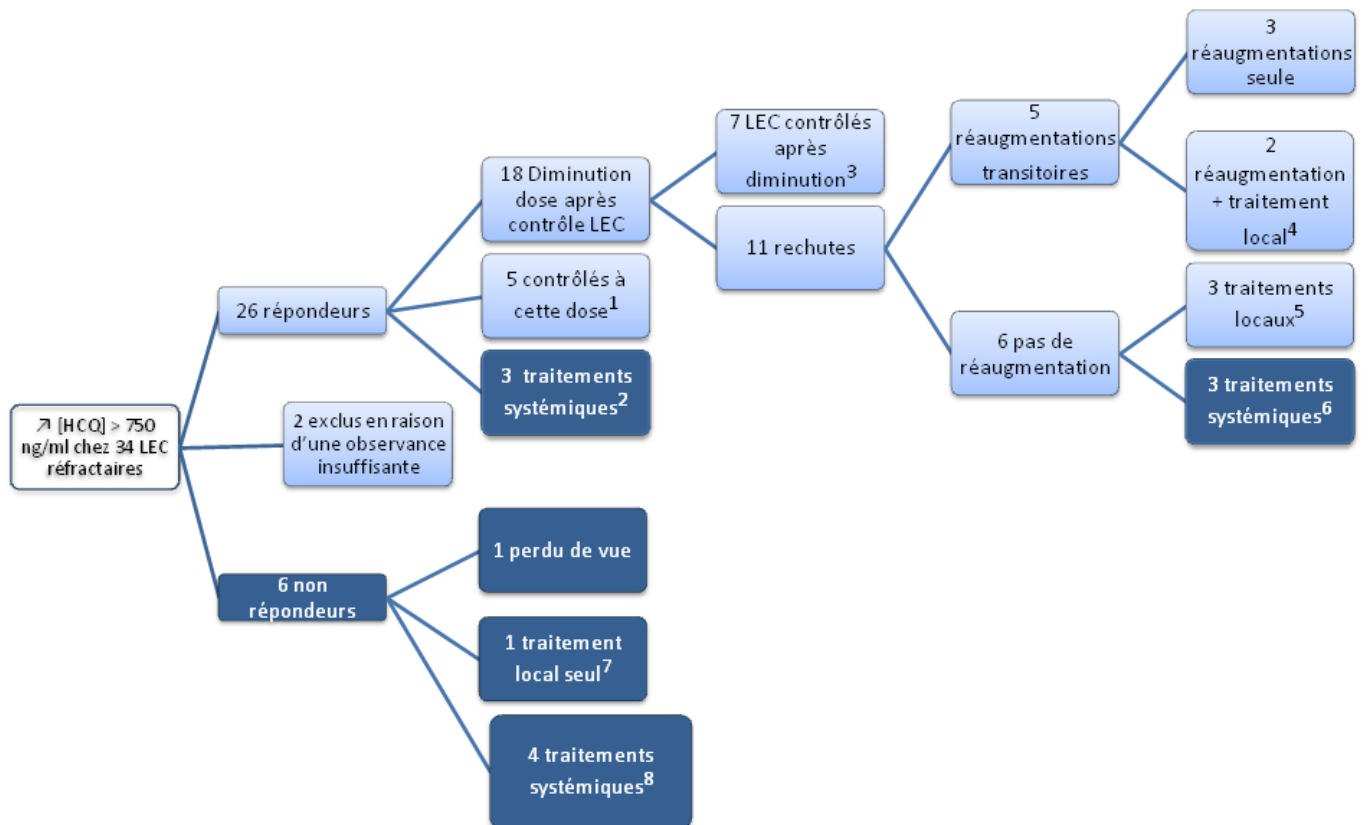 3
réaugmentations
seule
5
réaugmentations
transitoires
2
réaugmentation
+ traitement
local4
7 LEC contrôlés
après
diminution3
18 Diminution
dose après
contrôle LEC
11 rechutes
5 contrôlés à
cette dose1
26 répondeurs
3 traitements
locaux5
6 pas de
réaugmentation
3 traitements
systémiques2
3 traitements
systémiques6
↗ [HCQ] > 750
ng/ml chez 34 LEC
réfractaires
2 exclus en raison
d'une observance
insuffisante
1 perdu de vue
6 non
répondeurs
1 traitement
local seul7
4 traitements
systémiques8